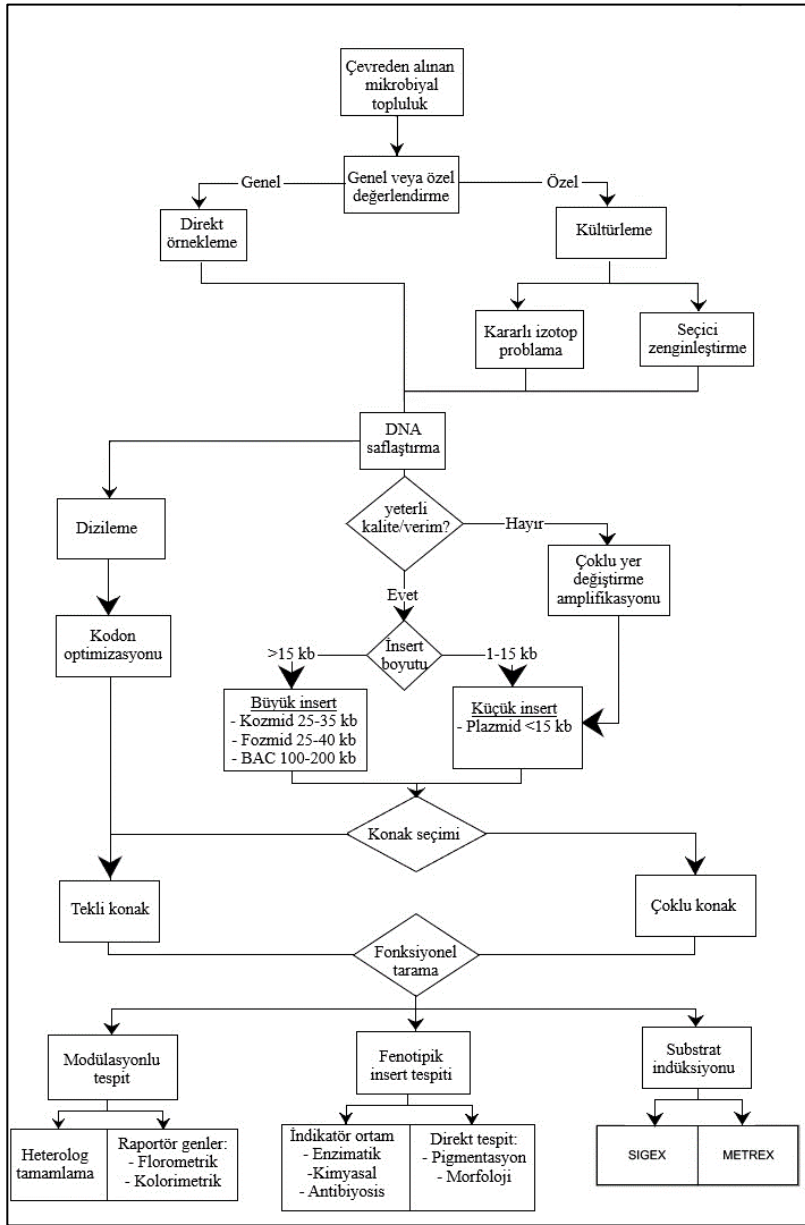 Çevreden alınan
mikrobiyal
topluluk
Genel veya özel
değerlendirme
Genel
Özel
Direkt
örnekleme
Kültürleme
Kararlı izotop
problama
Seçici
zenginleştirme
DNA
saflaştırma
Dizileme
yeterli
kalite/verim?
Hayır
Çoklu yer
değiştirme
amplifikasyonu
Evet
Kodon
optimizasyonu
İnsert
boyutu
>15 kb
1-15 kb
Büyük insert
- Kozmid 25-35 kb
- Fozmid 25-40 kb
- BAC 100-200 kb
Küçük insert
- Plazmid <15 kb
Konak seçimi
Tekli konak
Çoklu konak
Fonksiyonel
tarama
Modülasyonlu
tespit
Fenotipik
insert tespiti
Substrat
indüksiyonu
Heterolog
tamamlama
Raportör genler:
- Florometrik
- Kolorimetrik
İndikatör ortam
- Enzimatik
-Kimyasal
- Antibiyosis
Direkt tespit:
- Pigmentasyon
- Morfoloji
SIGEX
METREX